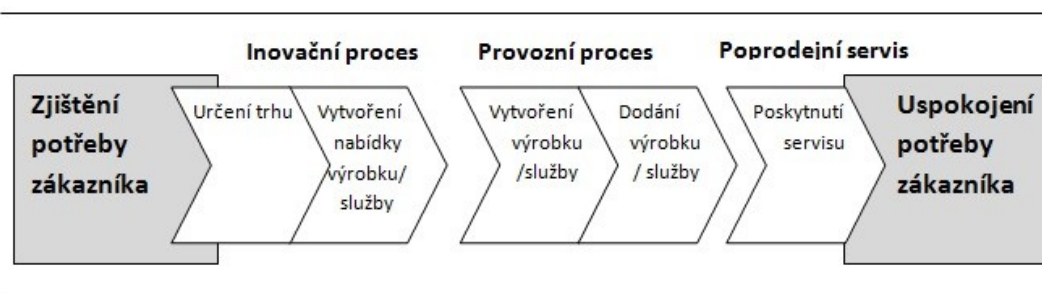 Inovační proces
Provozní proces
Poprodejní servis
Zjištění
potřeby
zákazníka
Určení trhu
Vytvoření
nabídky
výrobku/
služby
Vytvoření
výrobku
/služby
Dodání
výrobku
/ služby
Poskytnutí
servisu
Uspokojení
potřeby
zákazníka